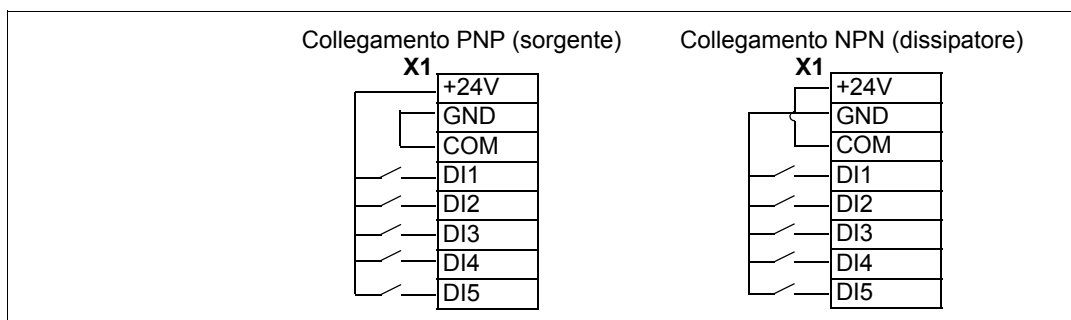 Collegamento PNP (sorgente)
X1
+24V
GND
COM
DI1
DI2
DI3
DI4
DI5
Collegamento NPN (dissipatore)
X1
+24V
GND
COM
DI1
DI2
DI3
DI4
DI5